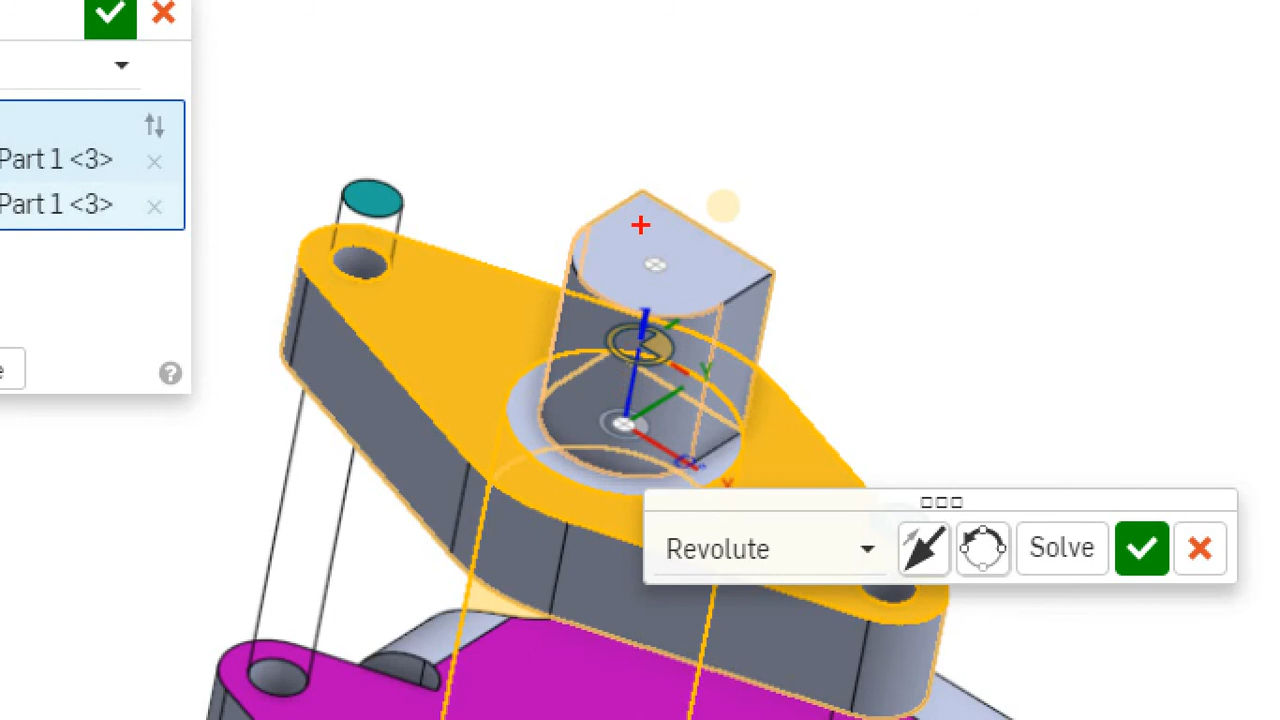 Part 1 <3>
Part 1 <3>
e
?
Y
X
Revolute
Solve